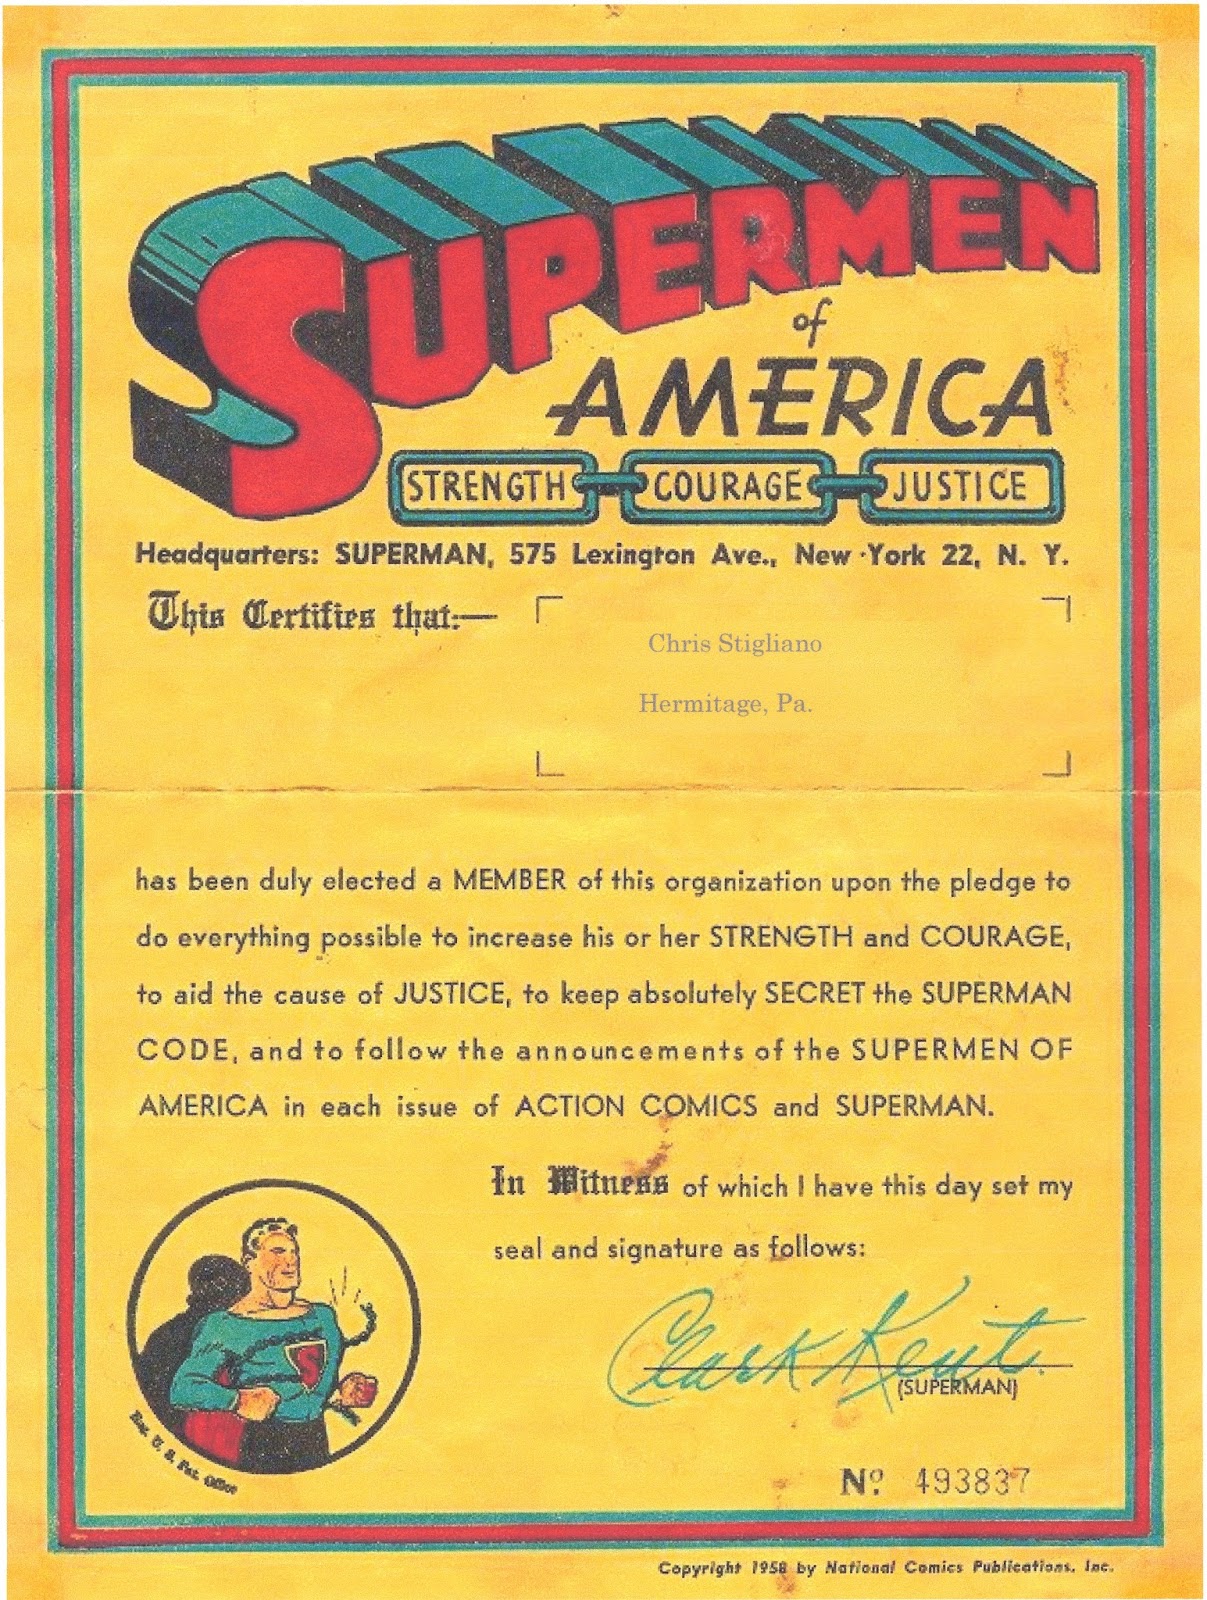 SUPERMEN
of
AMERICA
STRENGTH COURAGE JUSTICE
Headquarters: SUPERMAN, 575 Lexington Ave., New York 22, N. Y.
This Certifies that:—
Chris Stigliano
Hermitage, Pa.
has been duly elected a MEMBER of this organization upon the pledge to
do everything possible to increase his or her STRENGTH and COURAGE,
to aid the cause of JUSTICE, to keep absolutely SECRET the SUPERMAN
CODE, and to follow the announcements of the SUPERMEN OF
AMERICA in each issue of ACTION COMICS and SUPERMAN.
In Witness of which I have this day set my
seal and signature as follows:
Clark Kent.
(SUPERMAN)
S
Reg. U. S. Pat. Office
Nº 493837
Copyright 1958 by National Comics Publications, Inc.